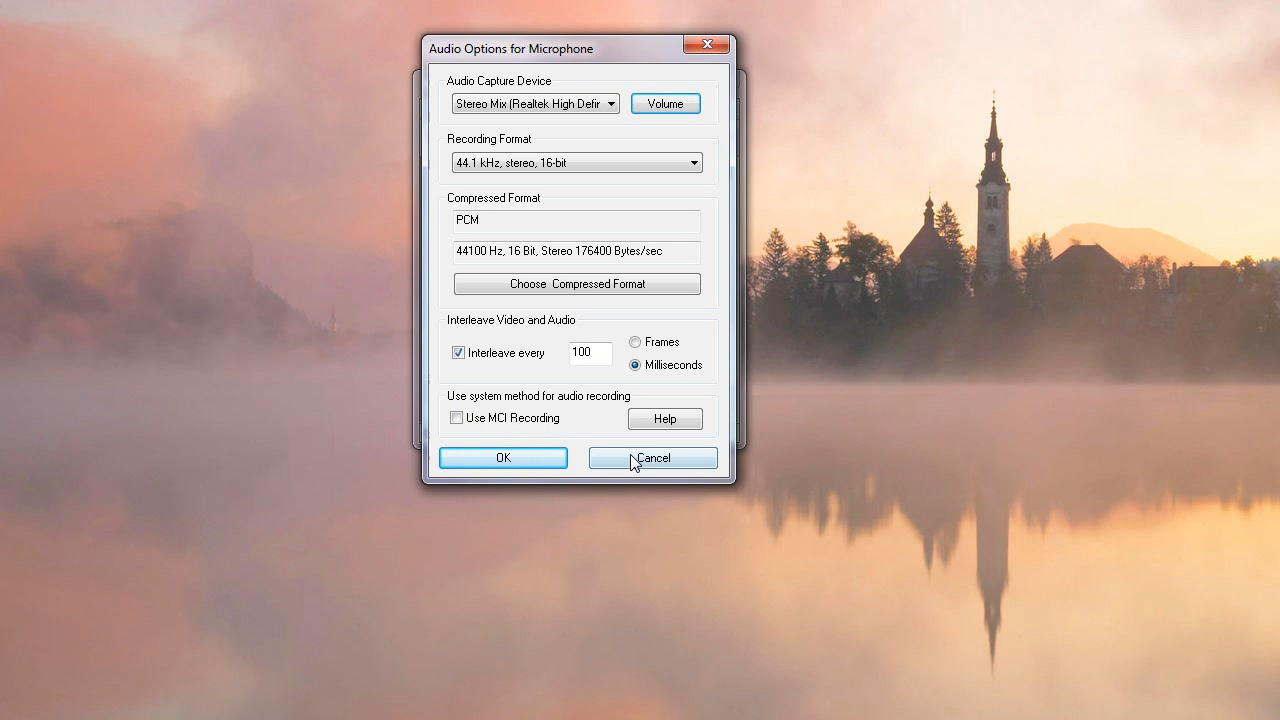 Audio Options for Microphone
Audio Capture Device
Stereo Mix (Realtek High Defir
Volume
Recording Format
44.1 kHz, stereo, 16-bit
Compressed Format
PCM
44100 Hz, 16 Bit, Stereo 176400 Bytes/sec
Choose Compressed Format
Interleave Video and Audio
Interleave every
100
Frames
Milliseconds
Use system method for audio recording
Use MCI Recording
Help
OK
Cancel